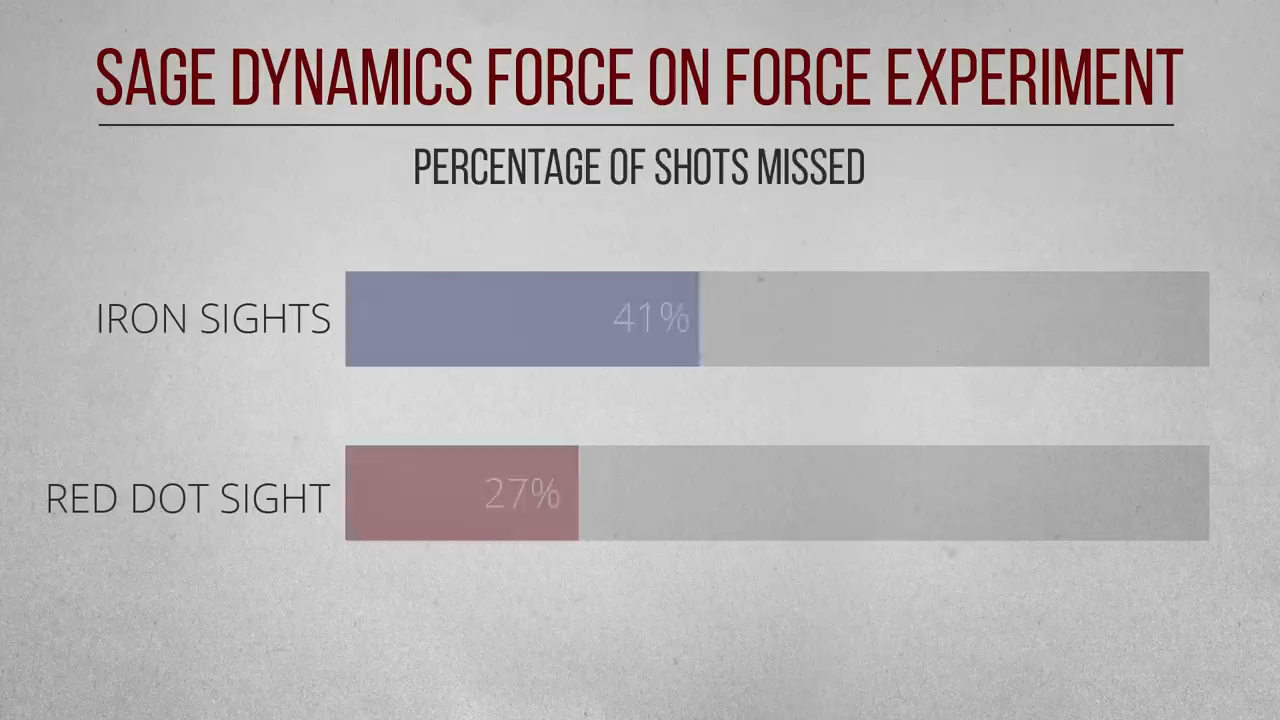 SAGE DYNAMICS FORCE ON FORCE EXPERIMENT
PERCENTAGE OF SHOTS MISSED
IRON SIGHTS 41%
RED DOT SIGHT 27%